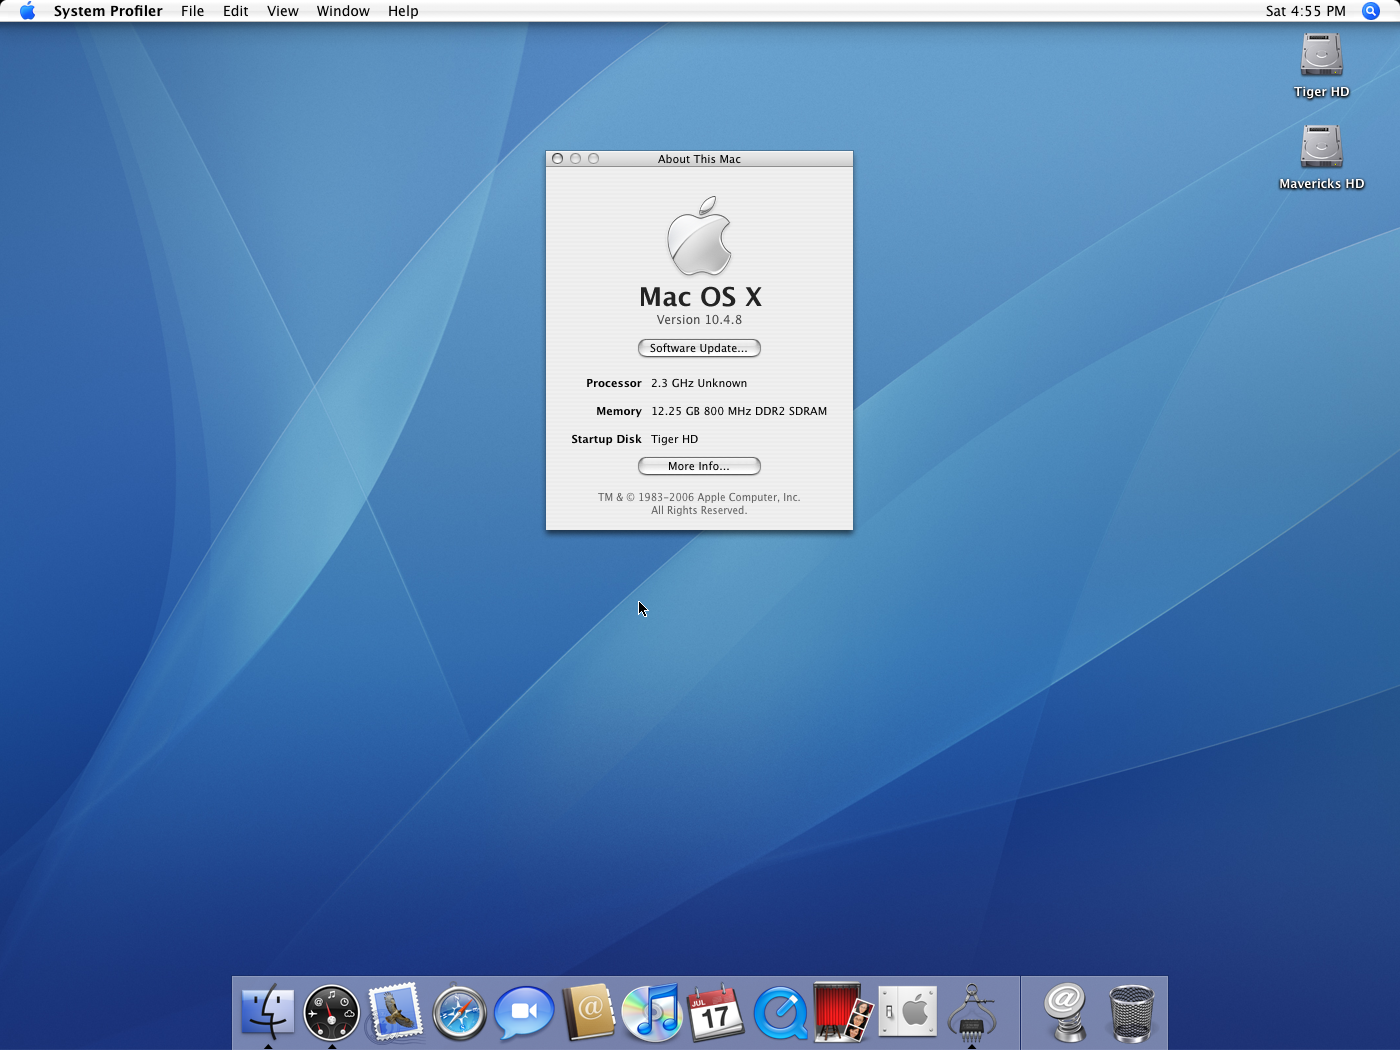 System Profiler File Edit View Window Help Sat 4:55 PM
Tiger HD
Mavericks HD
About This Mac
Mac OS X
Version 10.4.8
Software Update...
Processor 2.3 GHz Unknown
Memory 12.25 GB 800 MHz DDR2 SDRAM
Startup Disk Tiger HD
More Info...
TM & © 1983-2006 Apple Computer, Inc.
All Rights Reserved.
JUL
17